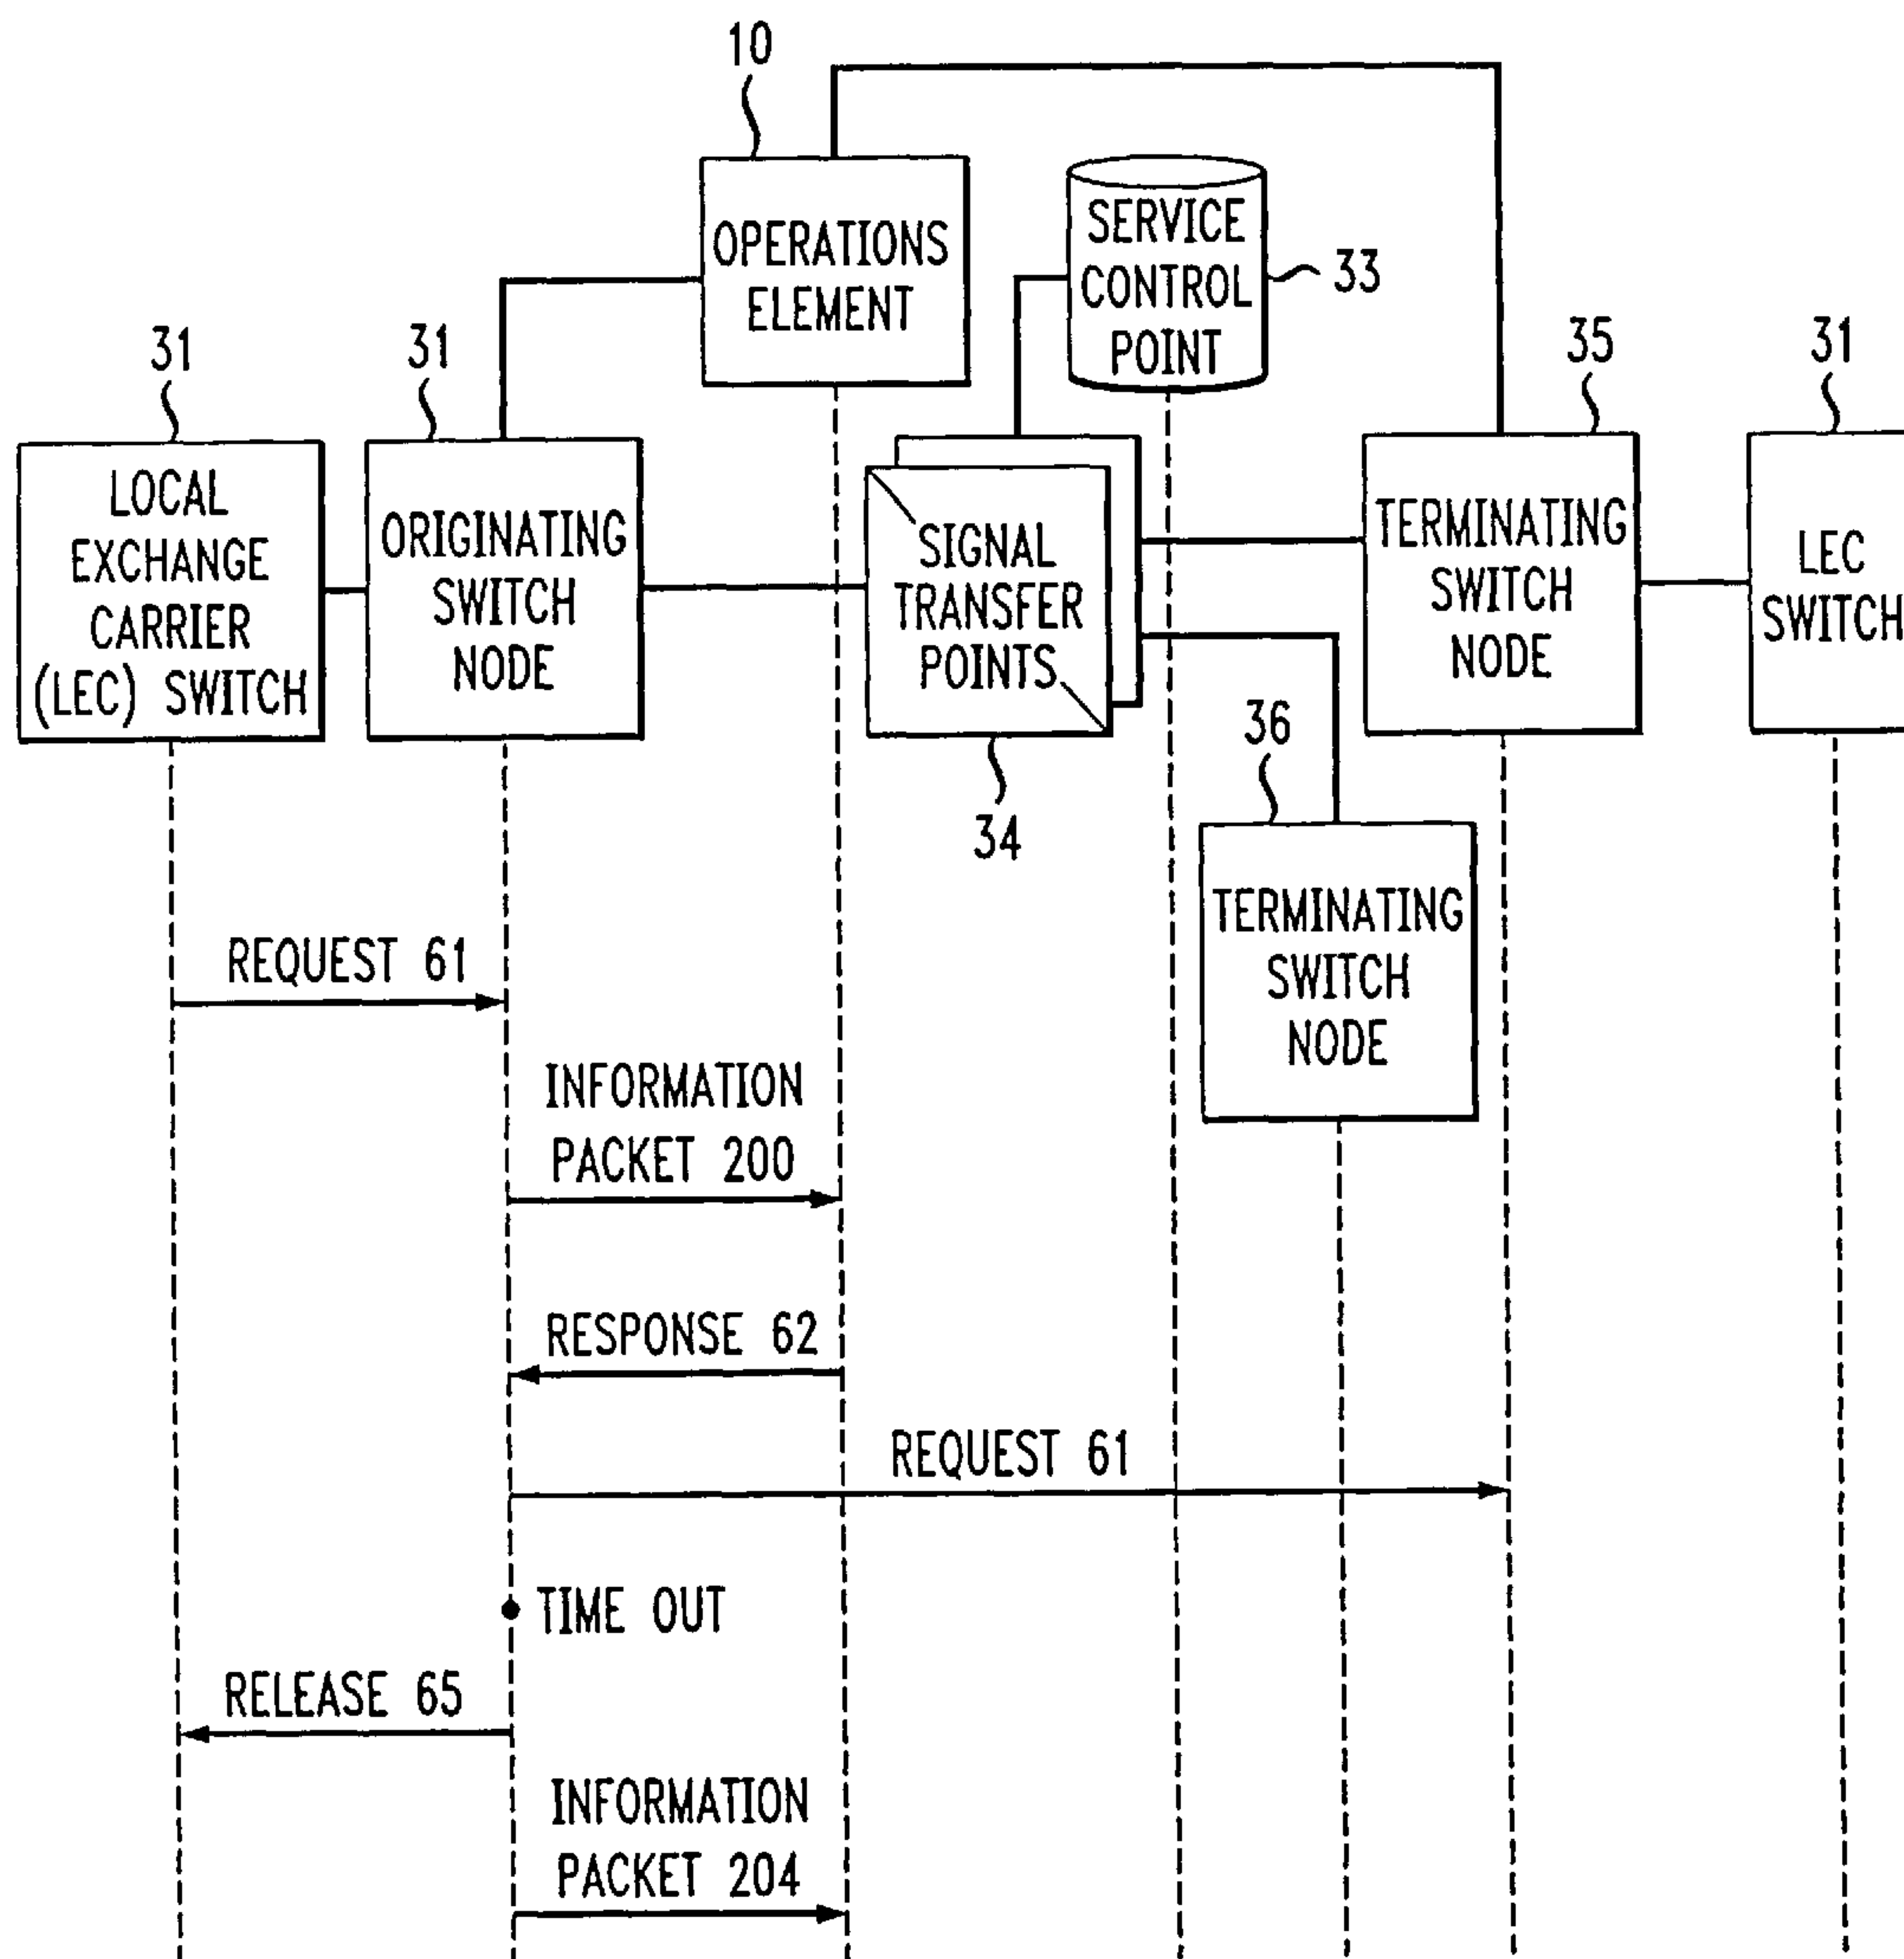 10
OPERATIONS
ELEMENT
SERVICE
CONTROL
POINT
33
31
31
35
31
LOCAL
EXCHANGE
CARRIER
(LEC) SWITCH
ORIGINATING
SWITCH
NODE
SIGNAL
TRANSFER
POINTS
34
TERMINATING
SWITCH
NODE
LEC
SWITCH
36
TERMINATING
SWITCH
NODE
REQUEST 61
INFORMATION
PACKET 200
RESPONSE 62
REQUEST 61
TIME OUT
RELEASE 65
INFORMATION
PACKET 204